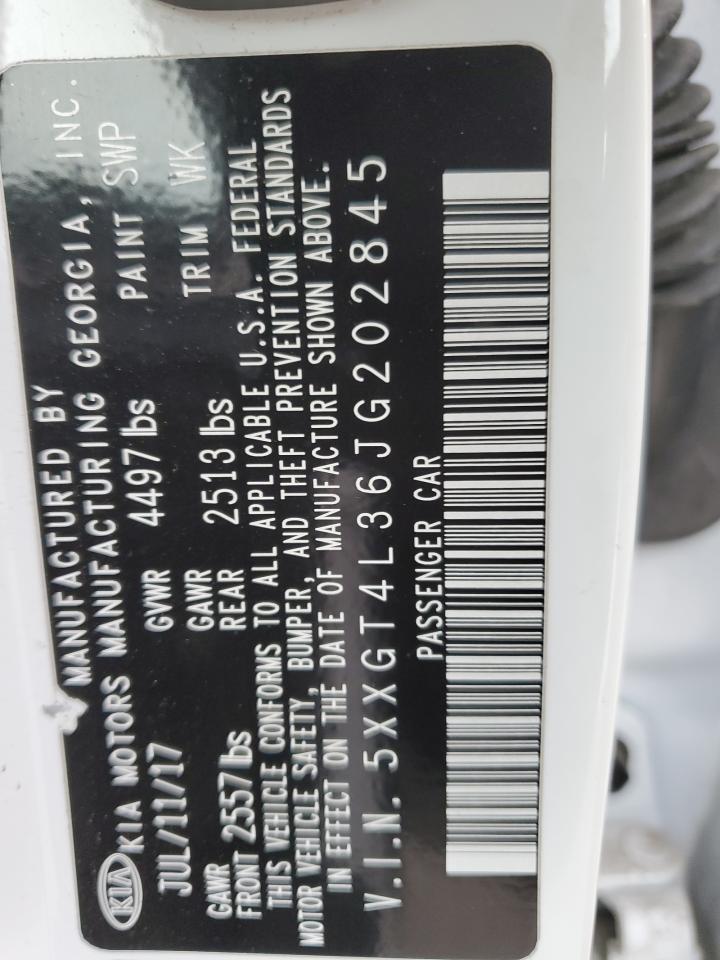 MANUFACTURED BY
KIA KIA MOTORS MANUFACTURING GEORGIA, INC.
JUL/11/17 GVWR 4497 lbs PAINT SWP
GAWR FRONT 2557 lbs GAWR REAR 2513 lbs TRIM WK
THIS VEHICLE CONFORMS TO ALL APPLICABLE U.S.A. FEDERAL
MOTOR VEHICLE SAFETY, BUMPER, AND THEFT PREVENTION STANDARDS
IN EFFECT ON THE DATE OF MANUFACTURE SHOWN ABOVE.
V.I.N. 5XXGT4L36JG202845
PASSENGER CAR